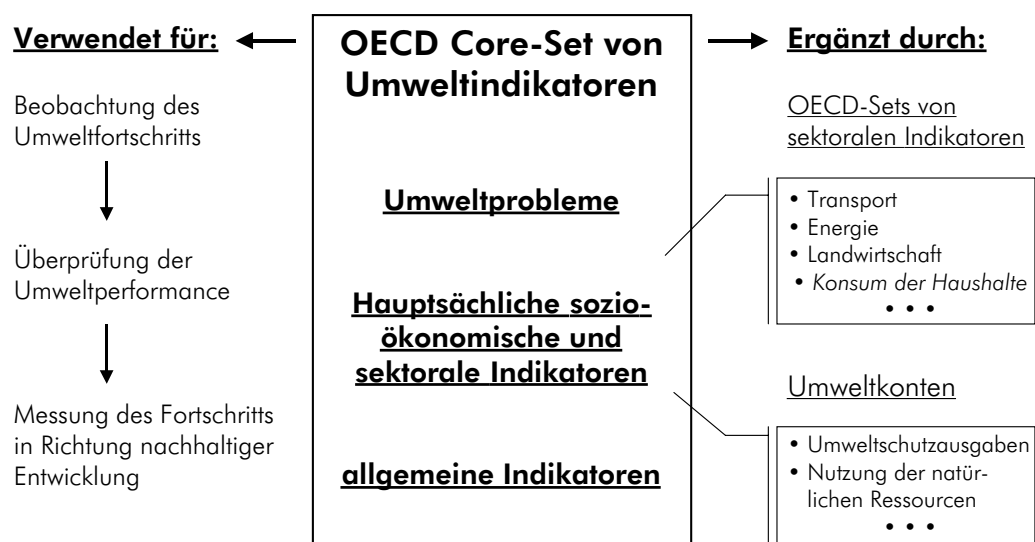 Verwendet für:
Beobachtung des
Umweltfortschritts
Überprüfung der
Umweltperformance
Messung des Fortschritts
in Richtung nachhaltiger
Entwicklung
OECD Core-Set von
Umweltindikatoren
Umweltprobleme
Hauptsächliche sozio-
ökonomische und
sektorale Indikatoren
allgemeine Indikatoren
Ergänzt durch:
OECD-Sets von
sektoralen Indikatoren
• Transport
• Energie
• Landwirtschaft
• Konsum der Haushalte
• • •
Umweltkonten
• Umweltschutzausgaben
• Nutzung der natür-
lichen Ressourcen
• • •